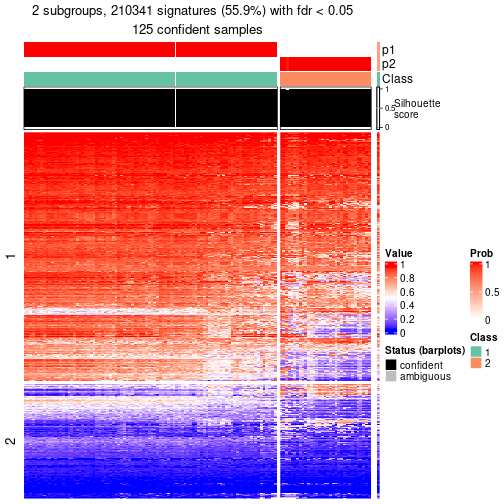 2 subgroups, 210341 signatures (55.9%) with fdr < 0.05
125 confident samples
p1
p2
Class
1
0.5
0
Silhouette
score
1
2
Value
1
0.8
0.6
0.4
0.2
0
Prob
1
0.5
0
Status (barplots)
confident
ambiguous
Class
1
2